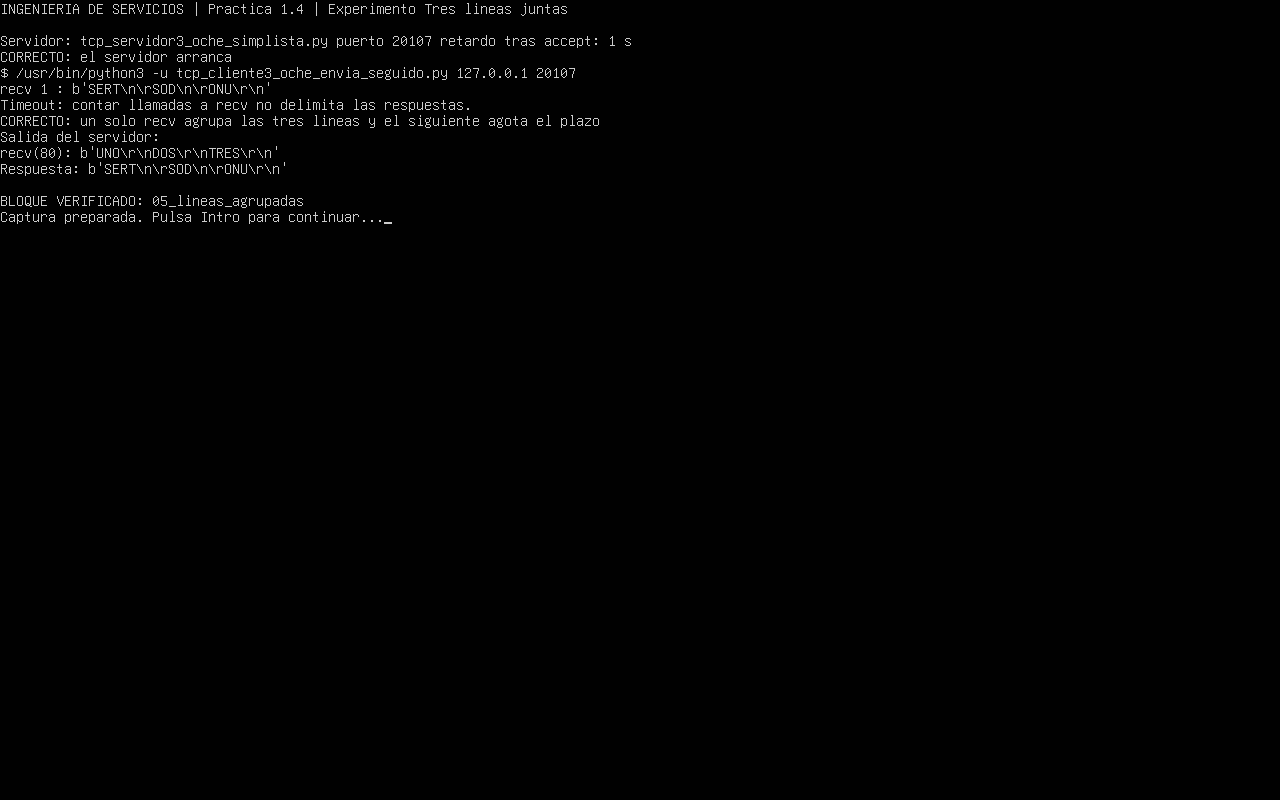 INGENIERIA DE SERVICIOS | Practica 1.4 | Experimento Tres lineas juntas
Servidor: tcp_servidor3_oche_simplista.py puerto 20107 retardo tras accept: 1 s
CORRECTO: el servidor arranca
$ /usr/bin/python3 -u tcp_cliente3_oche_envia_seguido.py 127.0.0.1 20107
recv 1 : b'SERT\n\rSOD\n\rONU\r\n'
Timeout: contar llamadas a recv no delimita las respuestas.
CORRECTO: un solo recv agrupa las tres lineas y el siguiente agota el plazo
Salida del servidor:
recv(80): b'UNO\r\nDOS\r\nTRES\r\n'
Respuesta: b'SERT\n\rSOD\n\rONU\r\n'
BLOQUE VERIFICADO: 05_lineas_agrupadas
Captura preparada. Pulsa Intro para continuar..._